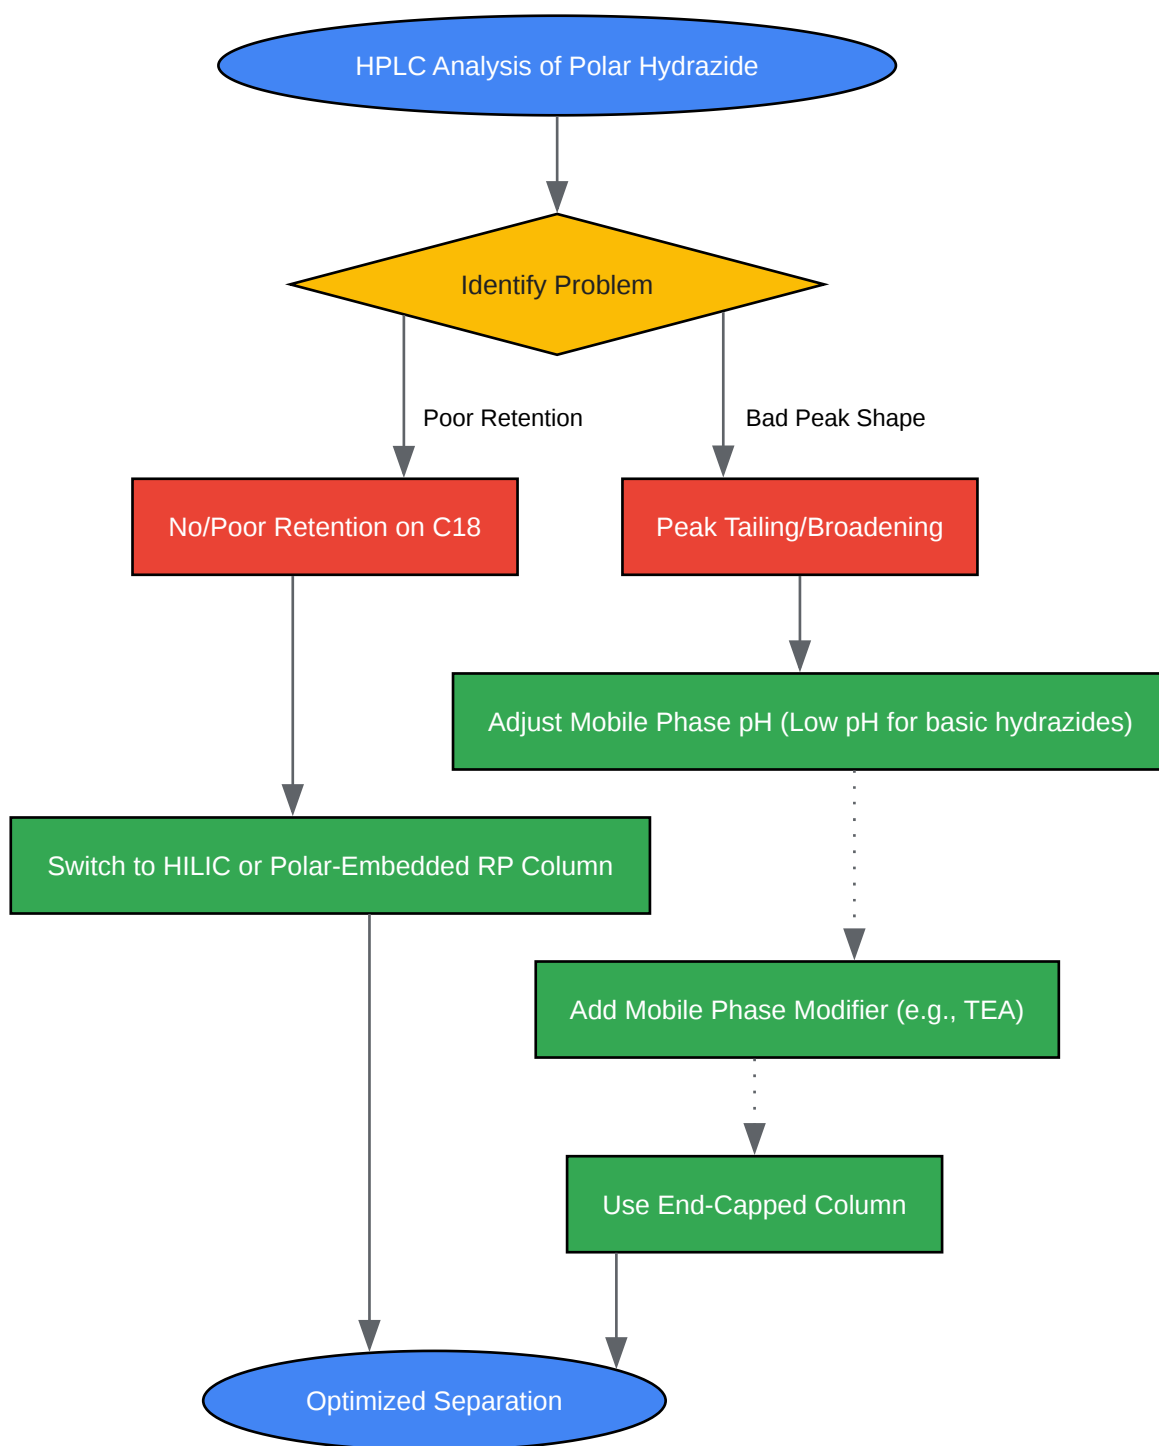 HPLC Analysis of Polar Hydrazide
Identify Problem
Poor Retention
Bad Peak Shape
No/Poor Retention on C18
Peak Tailing/Broadening
Adjust Mobile Phase pH (Low pH for basic hydrazides)
Switch to HILIC or Polar-Embedded RP Column
Add Mobile Phase Modifier (e.g., TEA)
Use End-Capped Column
Optimized Separation